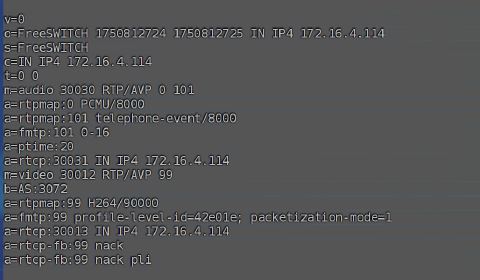 v=0
o=FreeSWITCH 1750812724 1750812725 IN IP4 172.16.4.114
s=FreeSWITCH
c=IN IP4 172.16.4.114
t=0 0
m=audio 30030 RTP/AVP 0 101
a=rtpmap:0 PCMU/8000
a=rtpmap:101 telephone-event/8000
a=fmtp:101 0-16
a=ptime:20
a=rtcp:30031 IN IP4 172.16.4.114
m=video 30012 RTP/AVP 99
b=AS:3072
a=rtpmap:99 H264/90000
a=fmtp:99 profile-level-id=42e01e; packetization-mode=1
a=rtcp:30013 IN IP4 172.16.4.114
a=rtcp-fb:99 nack
a=rtcp-fb:99 nack pli